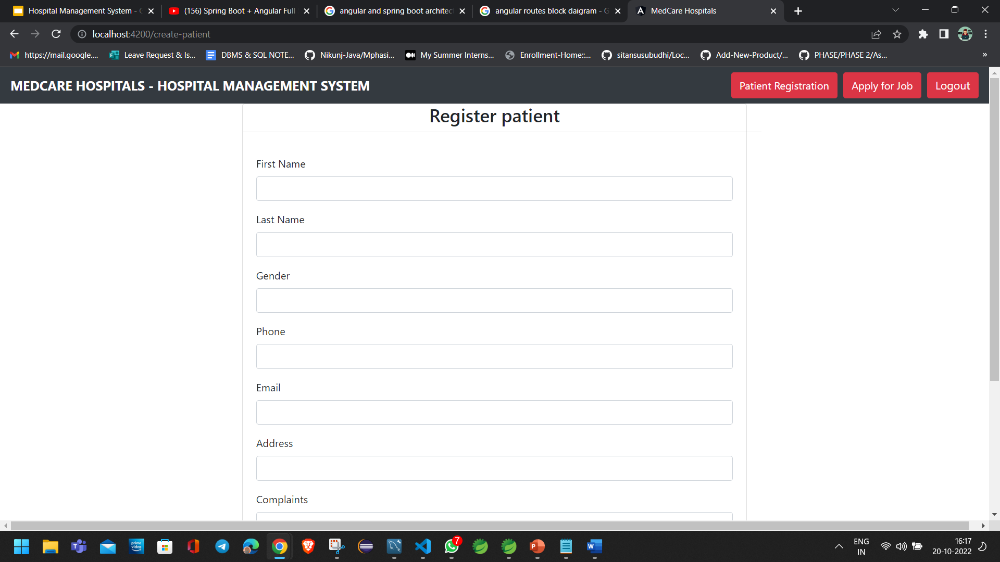 Hospital Management System - G
(156) Spring Boot + Angular Full
angular and spring boot architec
angular routes block daigram - G
MedCare Hospitals
localhost:4200/create-patient
https://mail.google....
Leave Request & Is...
DBMS & SQL NOTE...
Nikunj-Java/Mphasi...
My Summer Interns...
Enrollment-Home::...
sitansusubudhi/Loc...
Add-New-Product/...
PHASE/PHASE 2/As...
»
MEDCARE HOSPITALS - HOSPITAL MANAGEMENT SYSTEM
Patient Registration
Apply for Job
Logout
Register patient
First Name
Last Name
Gender
Phone
Email
Address
Complaints
prime video
7
ENG
IN
16:17
20-10-2022